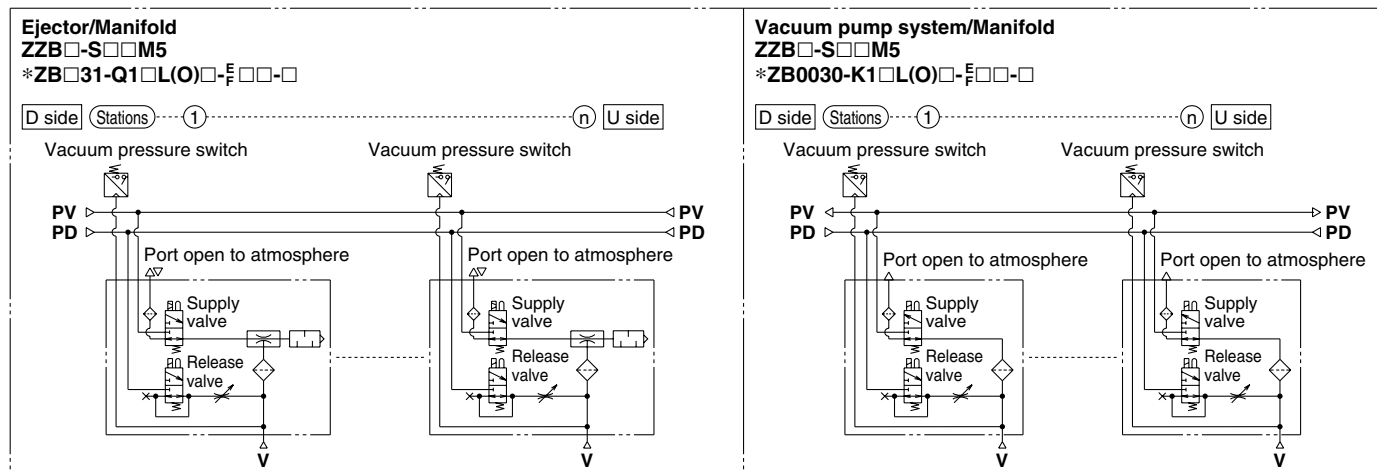 Ejector/Manifold
ZZB□-S□□M5
*ZB□31-Q1□L(O)□-E/F□□-□
D side Stations 1 n U side
Vacuum pressure switch Vacuum pressure switch
PV PV
PD PD
Port open to atmosphere Port open to atmosphere
Supply valve Supply valve
Release valve Release valve
V V
Vacuum pump system/Manifold
ZZB□-S□□M5
*ZB0030-K1□L(O)□-E/F□□-□
D side Stations 1 n U side
Vacuum pressure switch Vacuum pressure switch
PV PV
PD PD
Port open to atmosphere Port open to atmosphere
Supply valve Supply valve
Release valve Release valve
V V